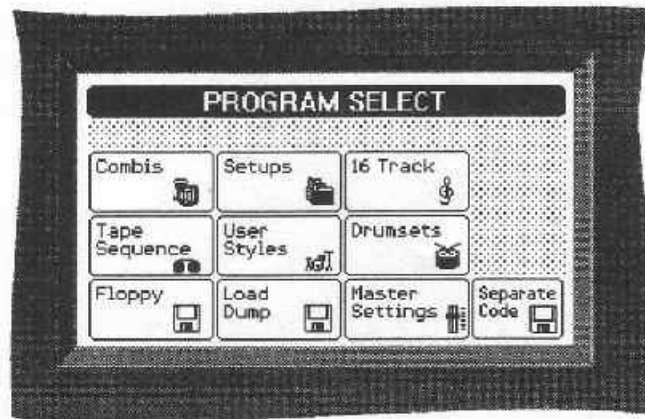 PROGRAM SELECT
Combis
Setups
16 Track
Tape
Sequence
User
Styles
Drumsets
Floppy
Load
Dump
Master
Settings
Separate
Code